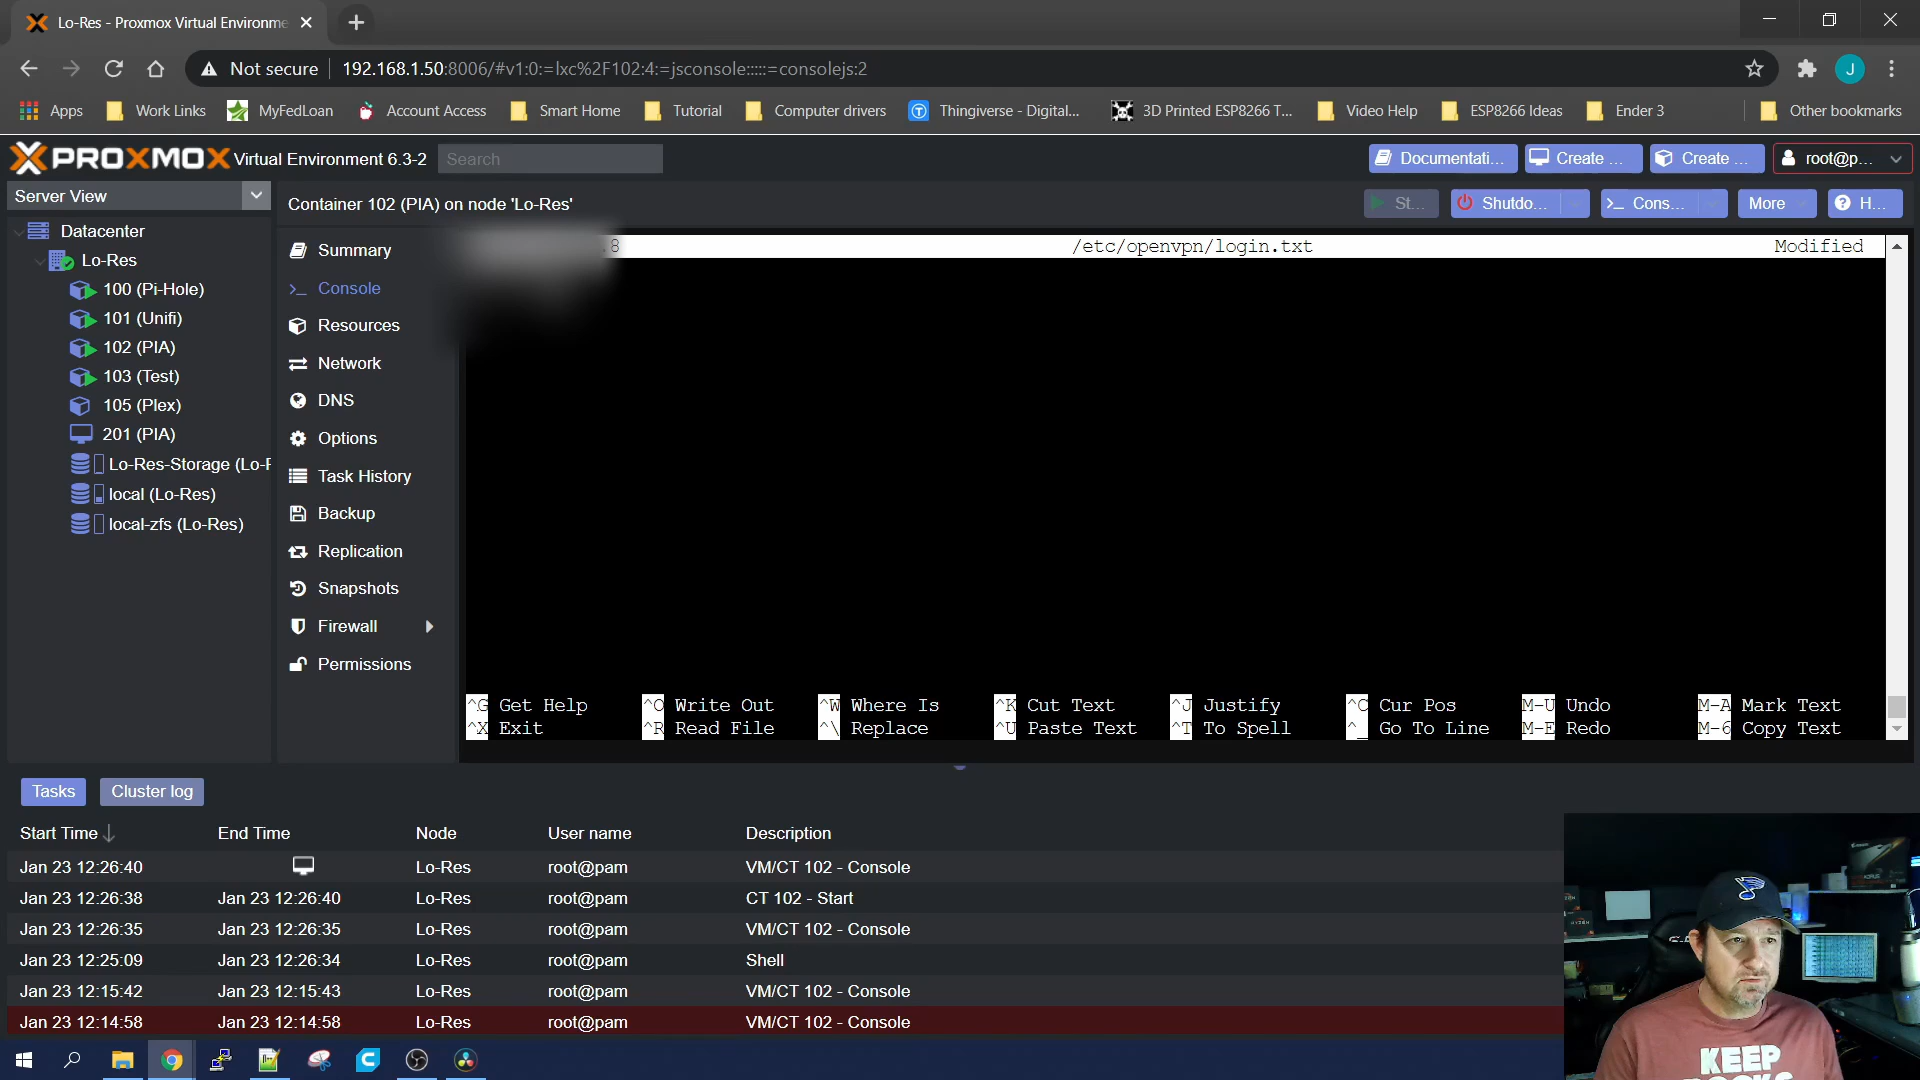 Lo-Res - Proxmox Virtual Environme
Not secure 192.168.1.50:8006/#v1:0:=lxc%2F102:4:=jsconsole:::::=consolejs:2
J
Apps Work Links MyFedLoan Account Access Smart Home Tutorial Computer drivers Thingiverse - Digital... 3D Printed ESP8266 T... Video Help ESP8266 Ideas Ender 3 Other bookmarks
PROXMOX Virtual Environment 6.3-2 Search Documentati... Create ... Create ... root@p...
Server View
Container 102 (PIA) on node 'Lo-Res' St... Shutdo... Cons... More H...
Datacenter
Lo-Res
100 (Pi-Hole)
101 (Unifi)
102 (PIA)
103 (Test)
105 (Plex)
201 (PIA)
Lo-Res-Storage (Lo-R
local (Lo-Res)
local-zfs (Lo-Res)
Summary
Console
Resources
Network
DNS
Options
Task History
Backup
Replication
Snapshots
Firewall
Permissions
.8 /etc/openvpn/login.txt Modified
^G Get Help ^O Write Out ^W Where Is ^K Cut Text ^J Justify ^C Cur Pos M-U Undo M-A Mark Text
^X Exit ^R Read File ^\ Replace ^U Paste Text ^T To Spell ^_ Go To Line M-E Redo M-6 Copy Text
Tasks Cluster log
Start Time End Time Node User name Description
Jan 23 12:26:40 Lo-Res root@pam VM/CT 102 - Console
Jan 23 12:26:38 Jan 23 12:26:40 Lo-Res root@pam CT 102 - Start
Jan 23 12:26:35 Jan 23 12:26:35 Lo-Res root@pam VM/CT 102 - Console
Jan 23 12:25:09 Jan 23 12:26:34 Lo-Res root@pam Shell
Jan 23 12:15:42 Jan 23 12:15:43 Lo-Res root@pam VM/CT 102 - Console
Jan 23 12:14:58 Jan 23 12:14:58 Lo-Res root@pam VM/CT 102 - Console
KEEP